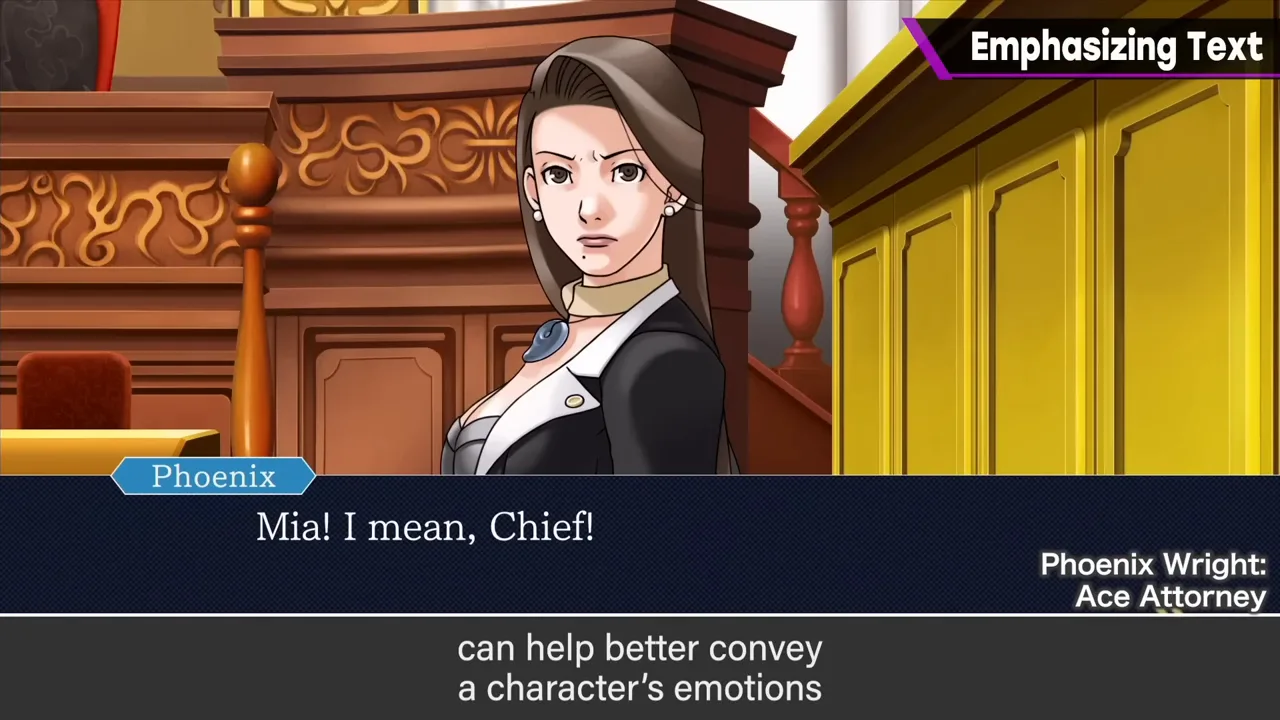 Emphasizing Text
Phoenix
Mia! I mean, Chief!
Phoenix Wright:
Ace Attorney
can help better convey
a character’s emotions